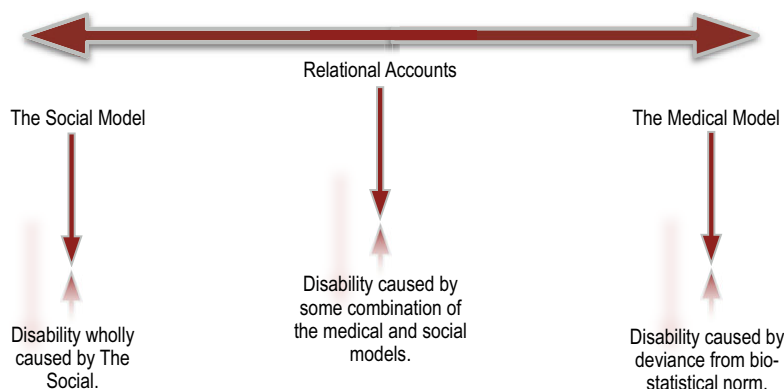 Relational Accounts
The Social Model
The Medical Model
Disability wholly
caused by The
Social.
Disability caused by
some combination of
the medical and social
models.
Disability caused by
deviance from bio-
statistical norm.